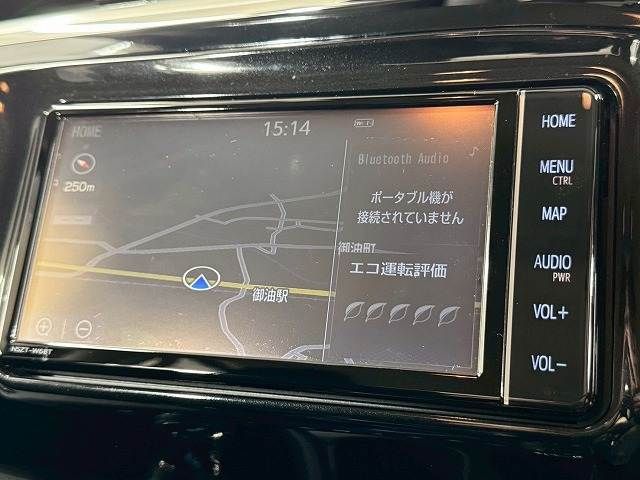 HOME
15:14
250m
Bluetooth Audio
ポータブル機が
接続されていません
御油町
エコ運転評価
御油駅
NSZT-W68T
HOME
MENU
CTRL
MAP
AUDIO
PWR
VOL+
VOL-